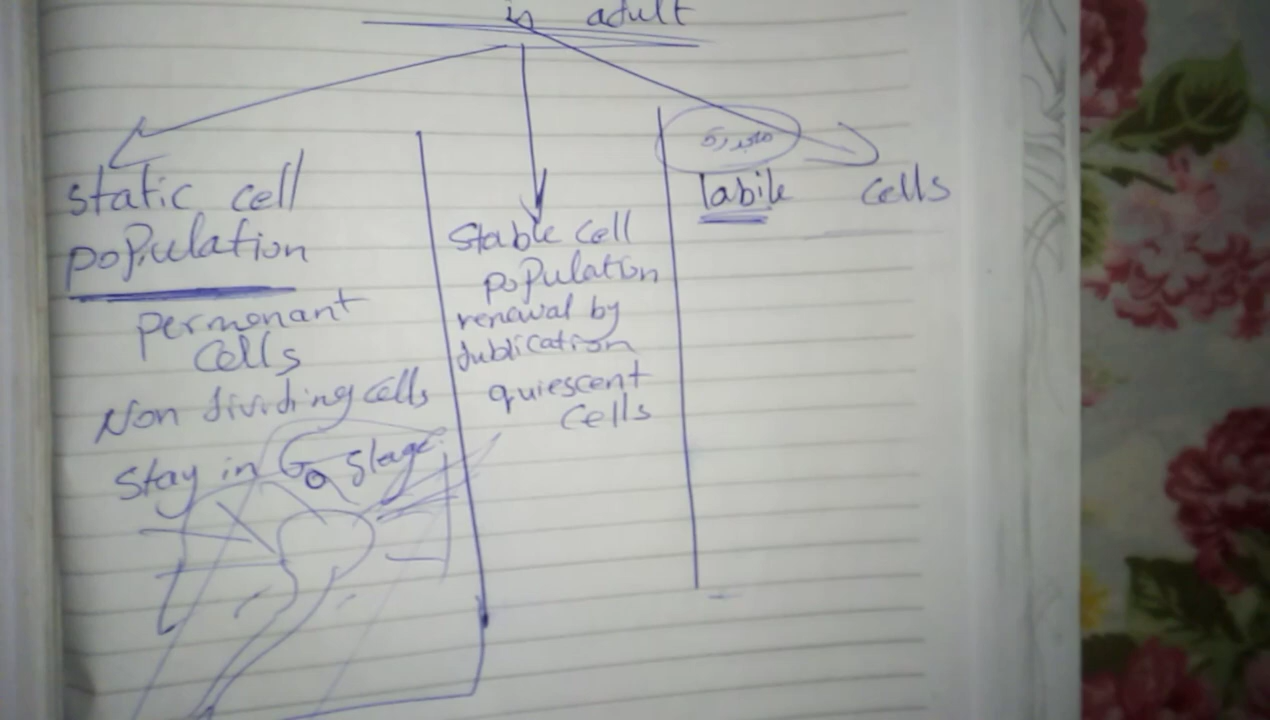 in adult
static cell
population
permenant
cells
Non dividing cells
stay in G0 stage
Stable cell
population
renewal by
dublication
quiescent
cells
labile cells